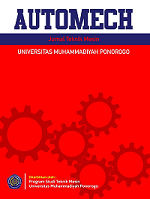 AUTOMECH
Jurnal Teknik Mesin
UNIVERSITAS MUHAMMADIYAH PONOROGO
Diterbitkan oleh:
Program Studi Teknik Mesin
Universitas Muhammadiyah Ponorogo